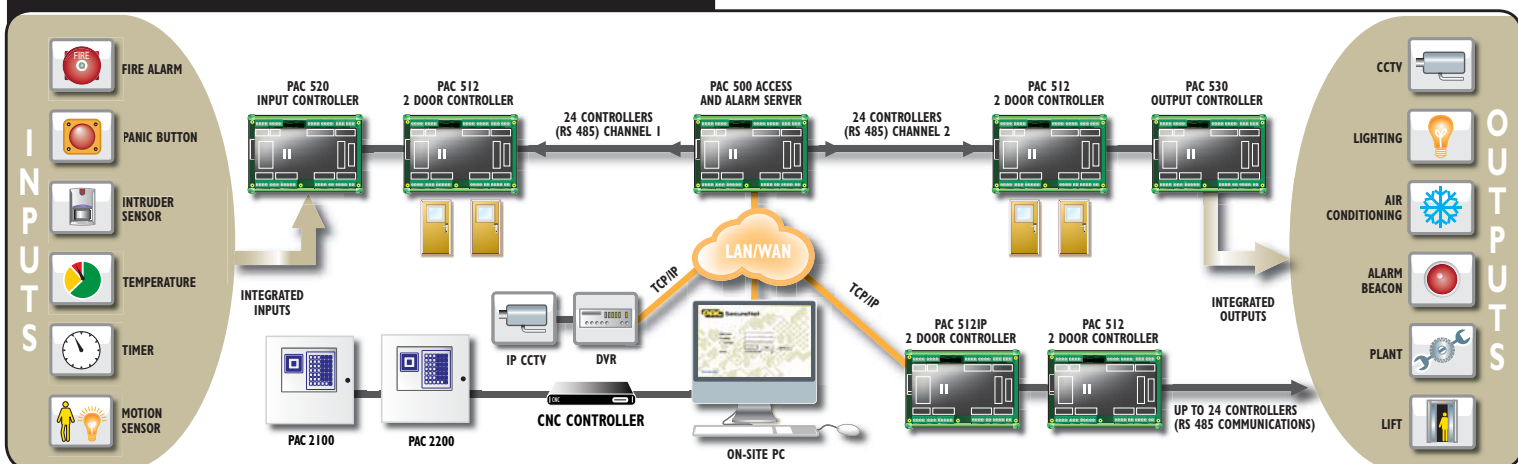 INPUTS
FIRE
FIRE ALARM
PANIC BUTTON
INTRUDER
SENSOR
TEMPERATURE
TIMER
MOTION
SENSOR
INTEGRATED
INPUTS
PAC 520
INPUT CONTROLLER
PAC 512
2 DOOR CONTROLLER
24 CONTROLLERS
(RS 485) CHANNEL 1
PAC 500 ACCESS
AND ALARM SERVER
24 CONTROLLERS
(RS 485) CHANNEL 2
PAC 512
2 DOOR CONTROLLER
PAC 530
OUTPUT CONTROLLER
LAN/WAN
TCP/IP
TCP/IP
IP CCTV
DVR
PAC 2100
PAC 2200
CNC
CNC CONTROLLER
PAC SecureNet
ON-SITE PC
PAC 512IP
2 DOOR CONTROLLER
PAC 512
2 DOOR CONTROLLER
UP TO 24 CONTROLLERS
(RS 485 COMMUNICATIONS)
INTEGRATED
OUTPUTS
CCTV
LIGHTING
AIR
CONDITIONING
ALARM
BEACON
PLANT
LIFT
OUTPUTS